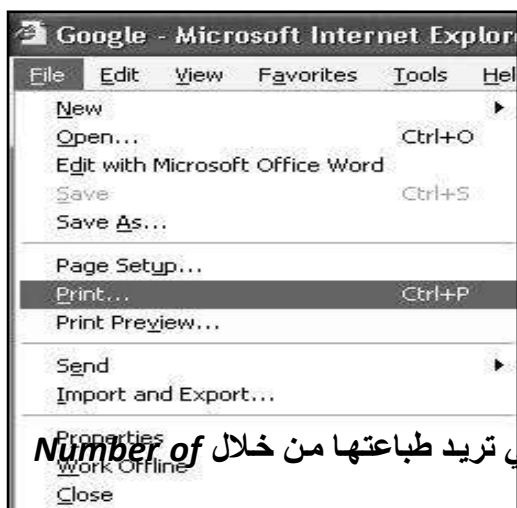 Google - Microsoft Internet Explor
File Edit View Favorites Tools Hel
New
Open... Ctrl+O
Edit with Microsoft Office Word
Save Ctrl+S
Save As...
Page Setup...
Print... Ctrl+P
Print Preview...
Send
Import and Export...
Properties
ي تريد طباعتها من خلال Number of
Work Offline
Close